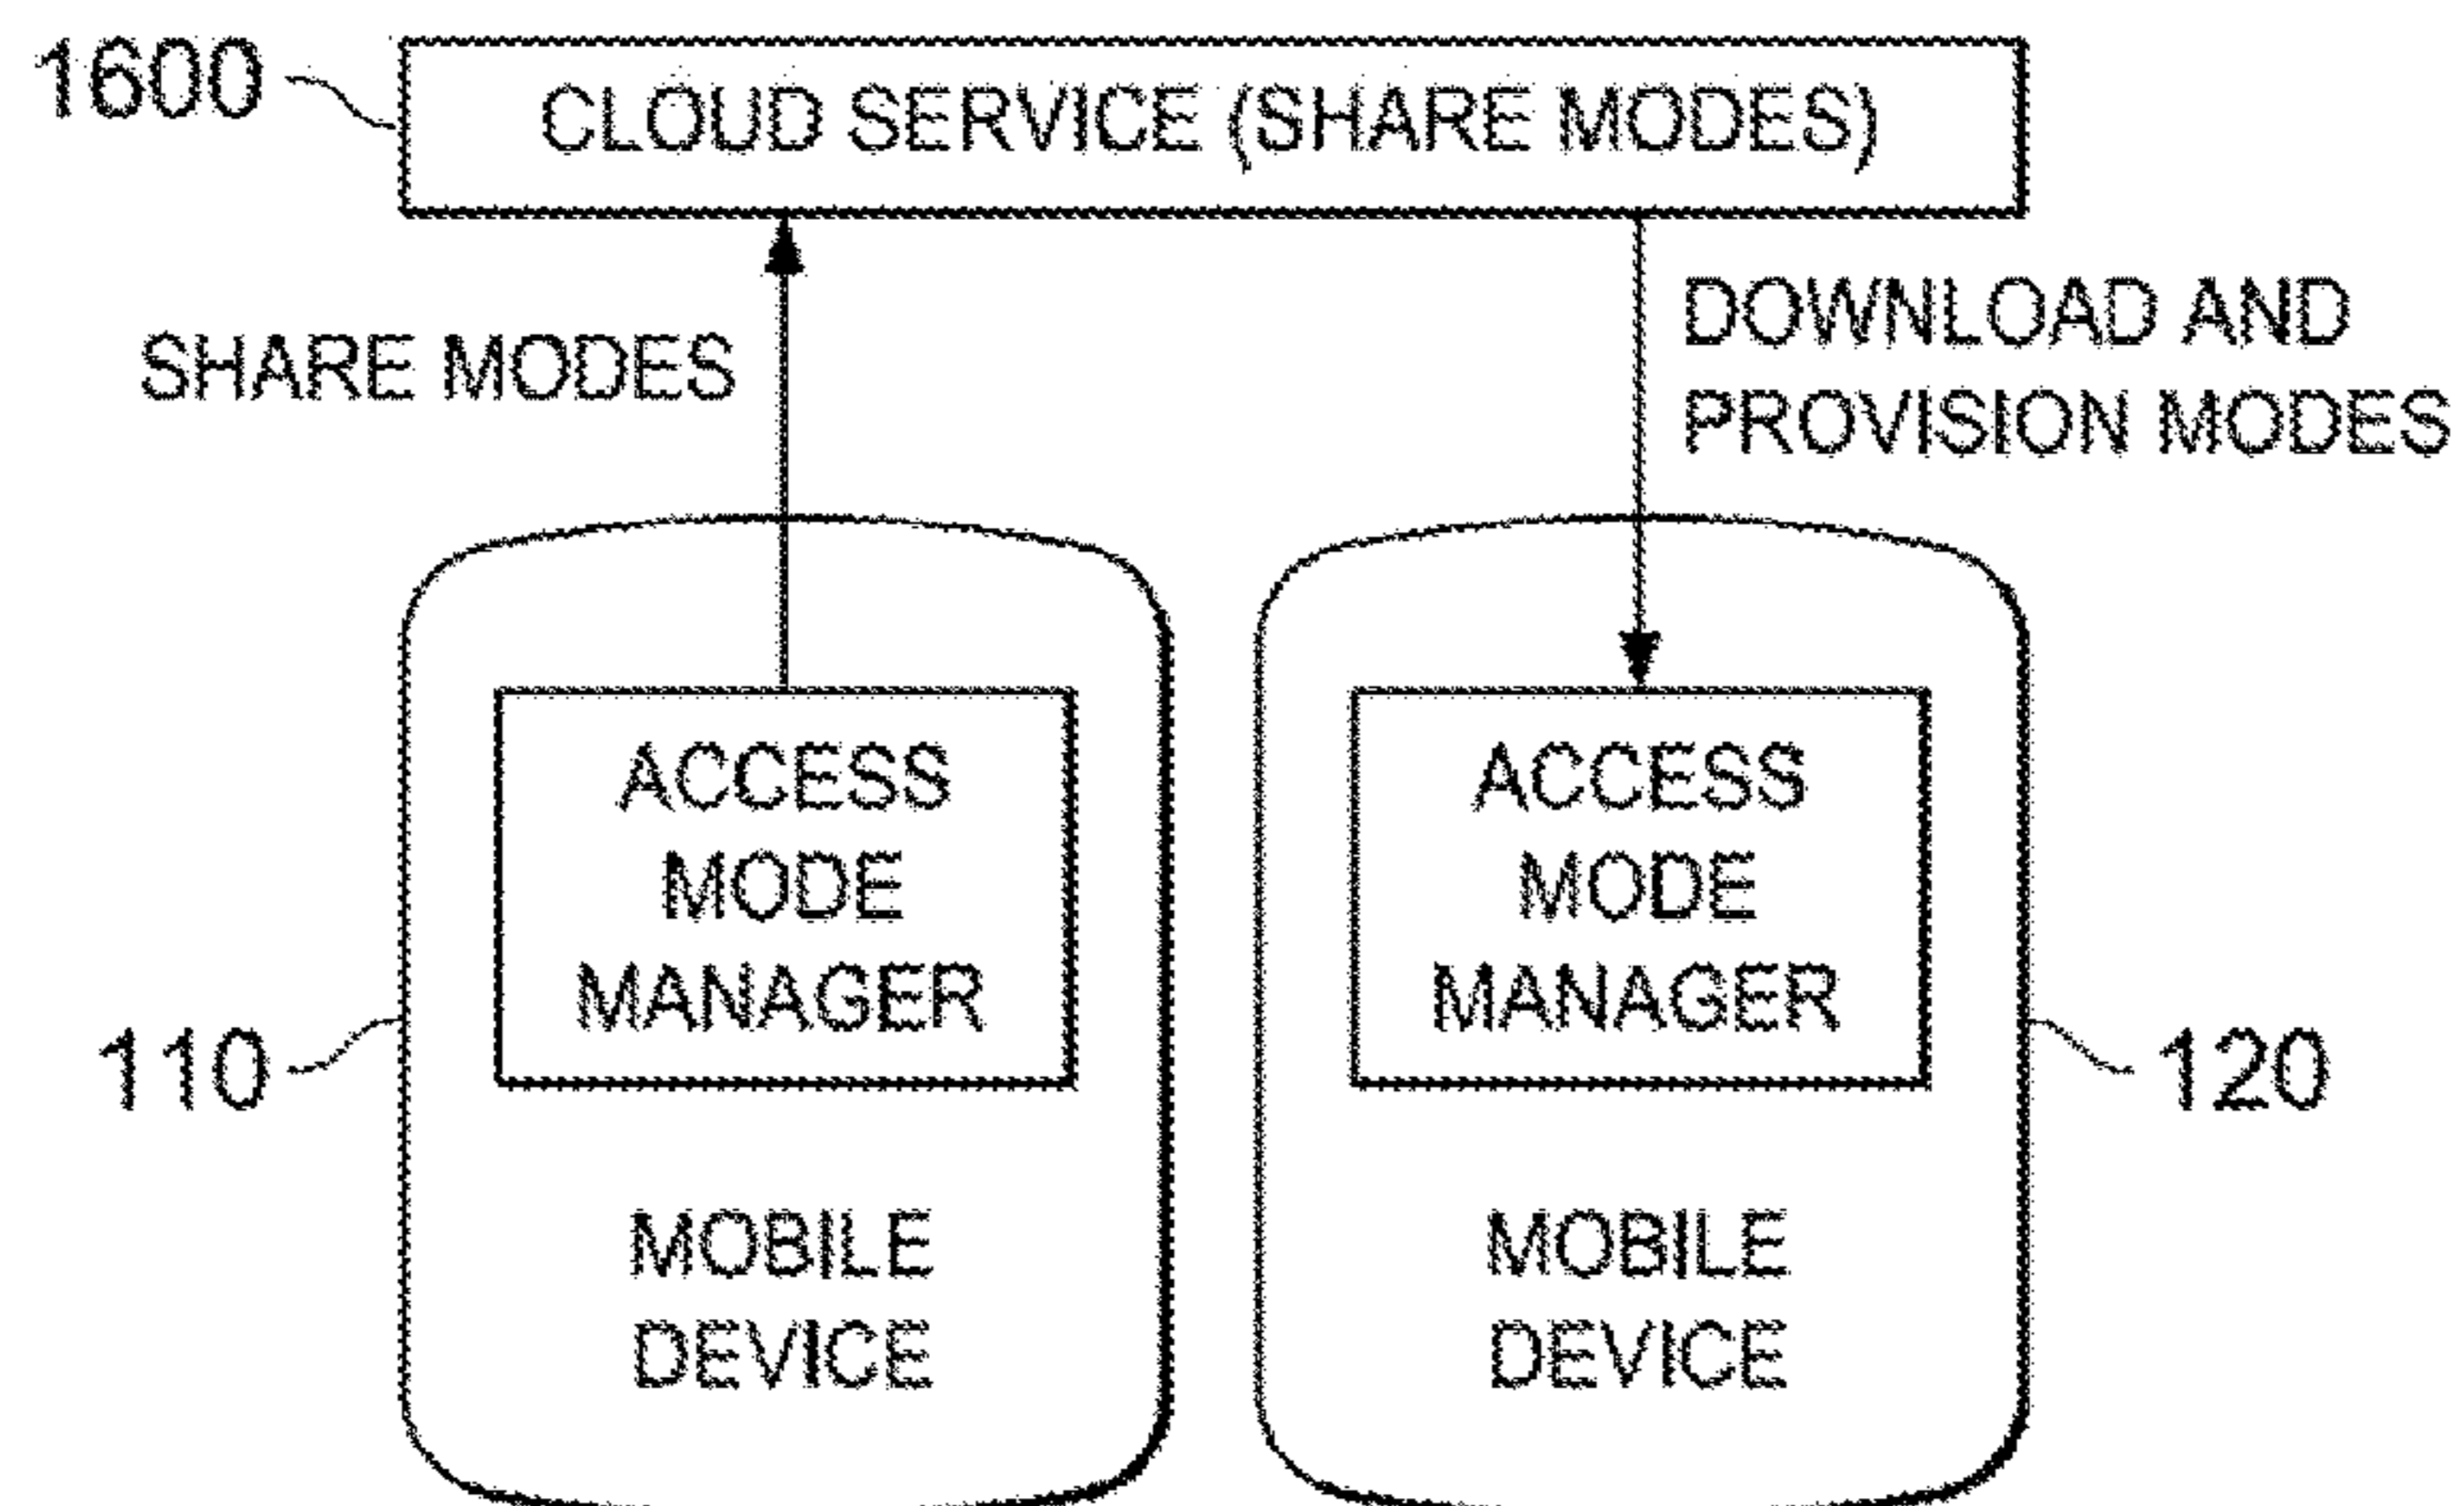 1600
CLOUD SERVICE (SHARE MODES)
SHARE MODES
DOWNLOAD AND
PROVISION MODES
ACCESS
MODE
MANAGER
MOBILE
DEVICE
110
ACCESS
MODE
MANAGER
MOBILE
DEVICE
120